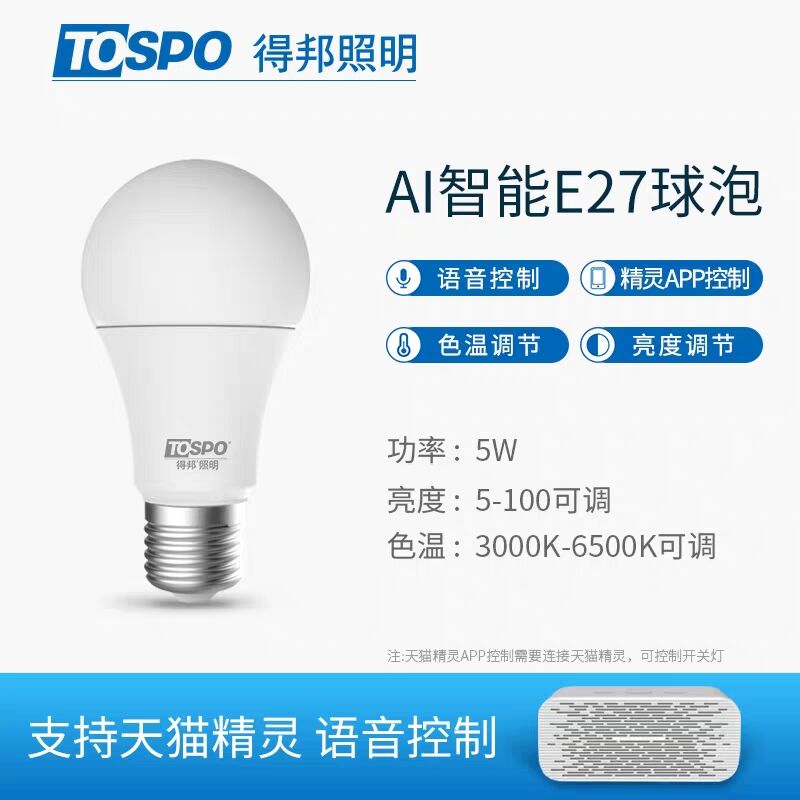 TOSPO 得邦照明
AI智能E27球泡
语音控制 精灵APP控制
色温调节 亮度调节
TOSPO
得邦照明
功率: 5W
亮度: 5-100可调
色温: 3000K-6500K可调
注:天猫精灵APP控制需要连接天猫精灵，可控制开关灯
支持天猫精灵 语音控制